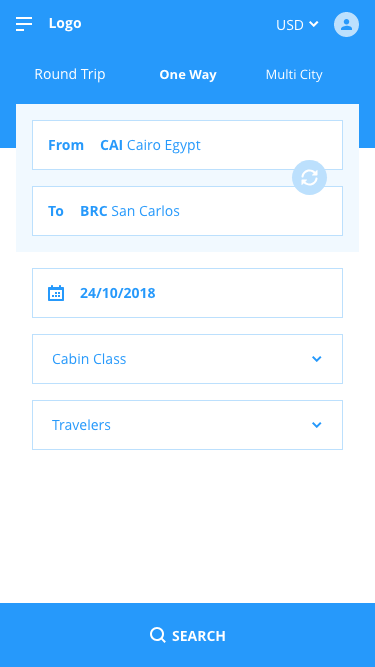 Logo
USD
Round Trip One Way Multi City
From CAI Cairo Egypt
To BRC San Carlos
24/10/2018
Cabin Class
Travelers
SEARCH